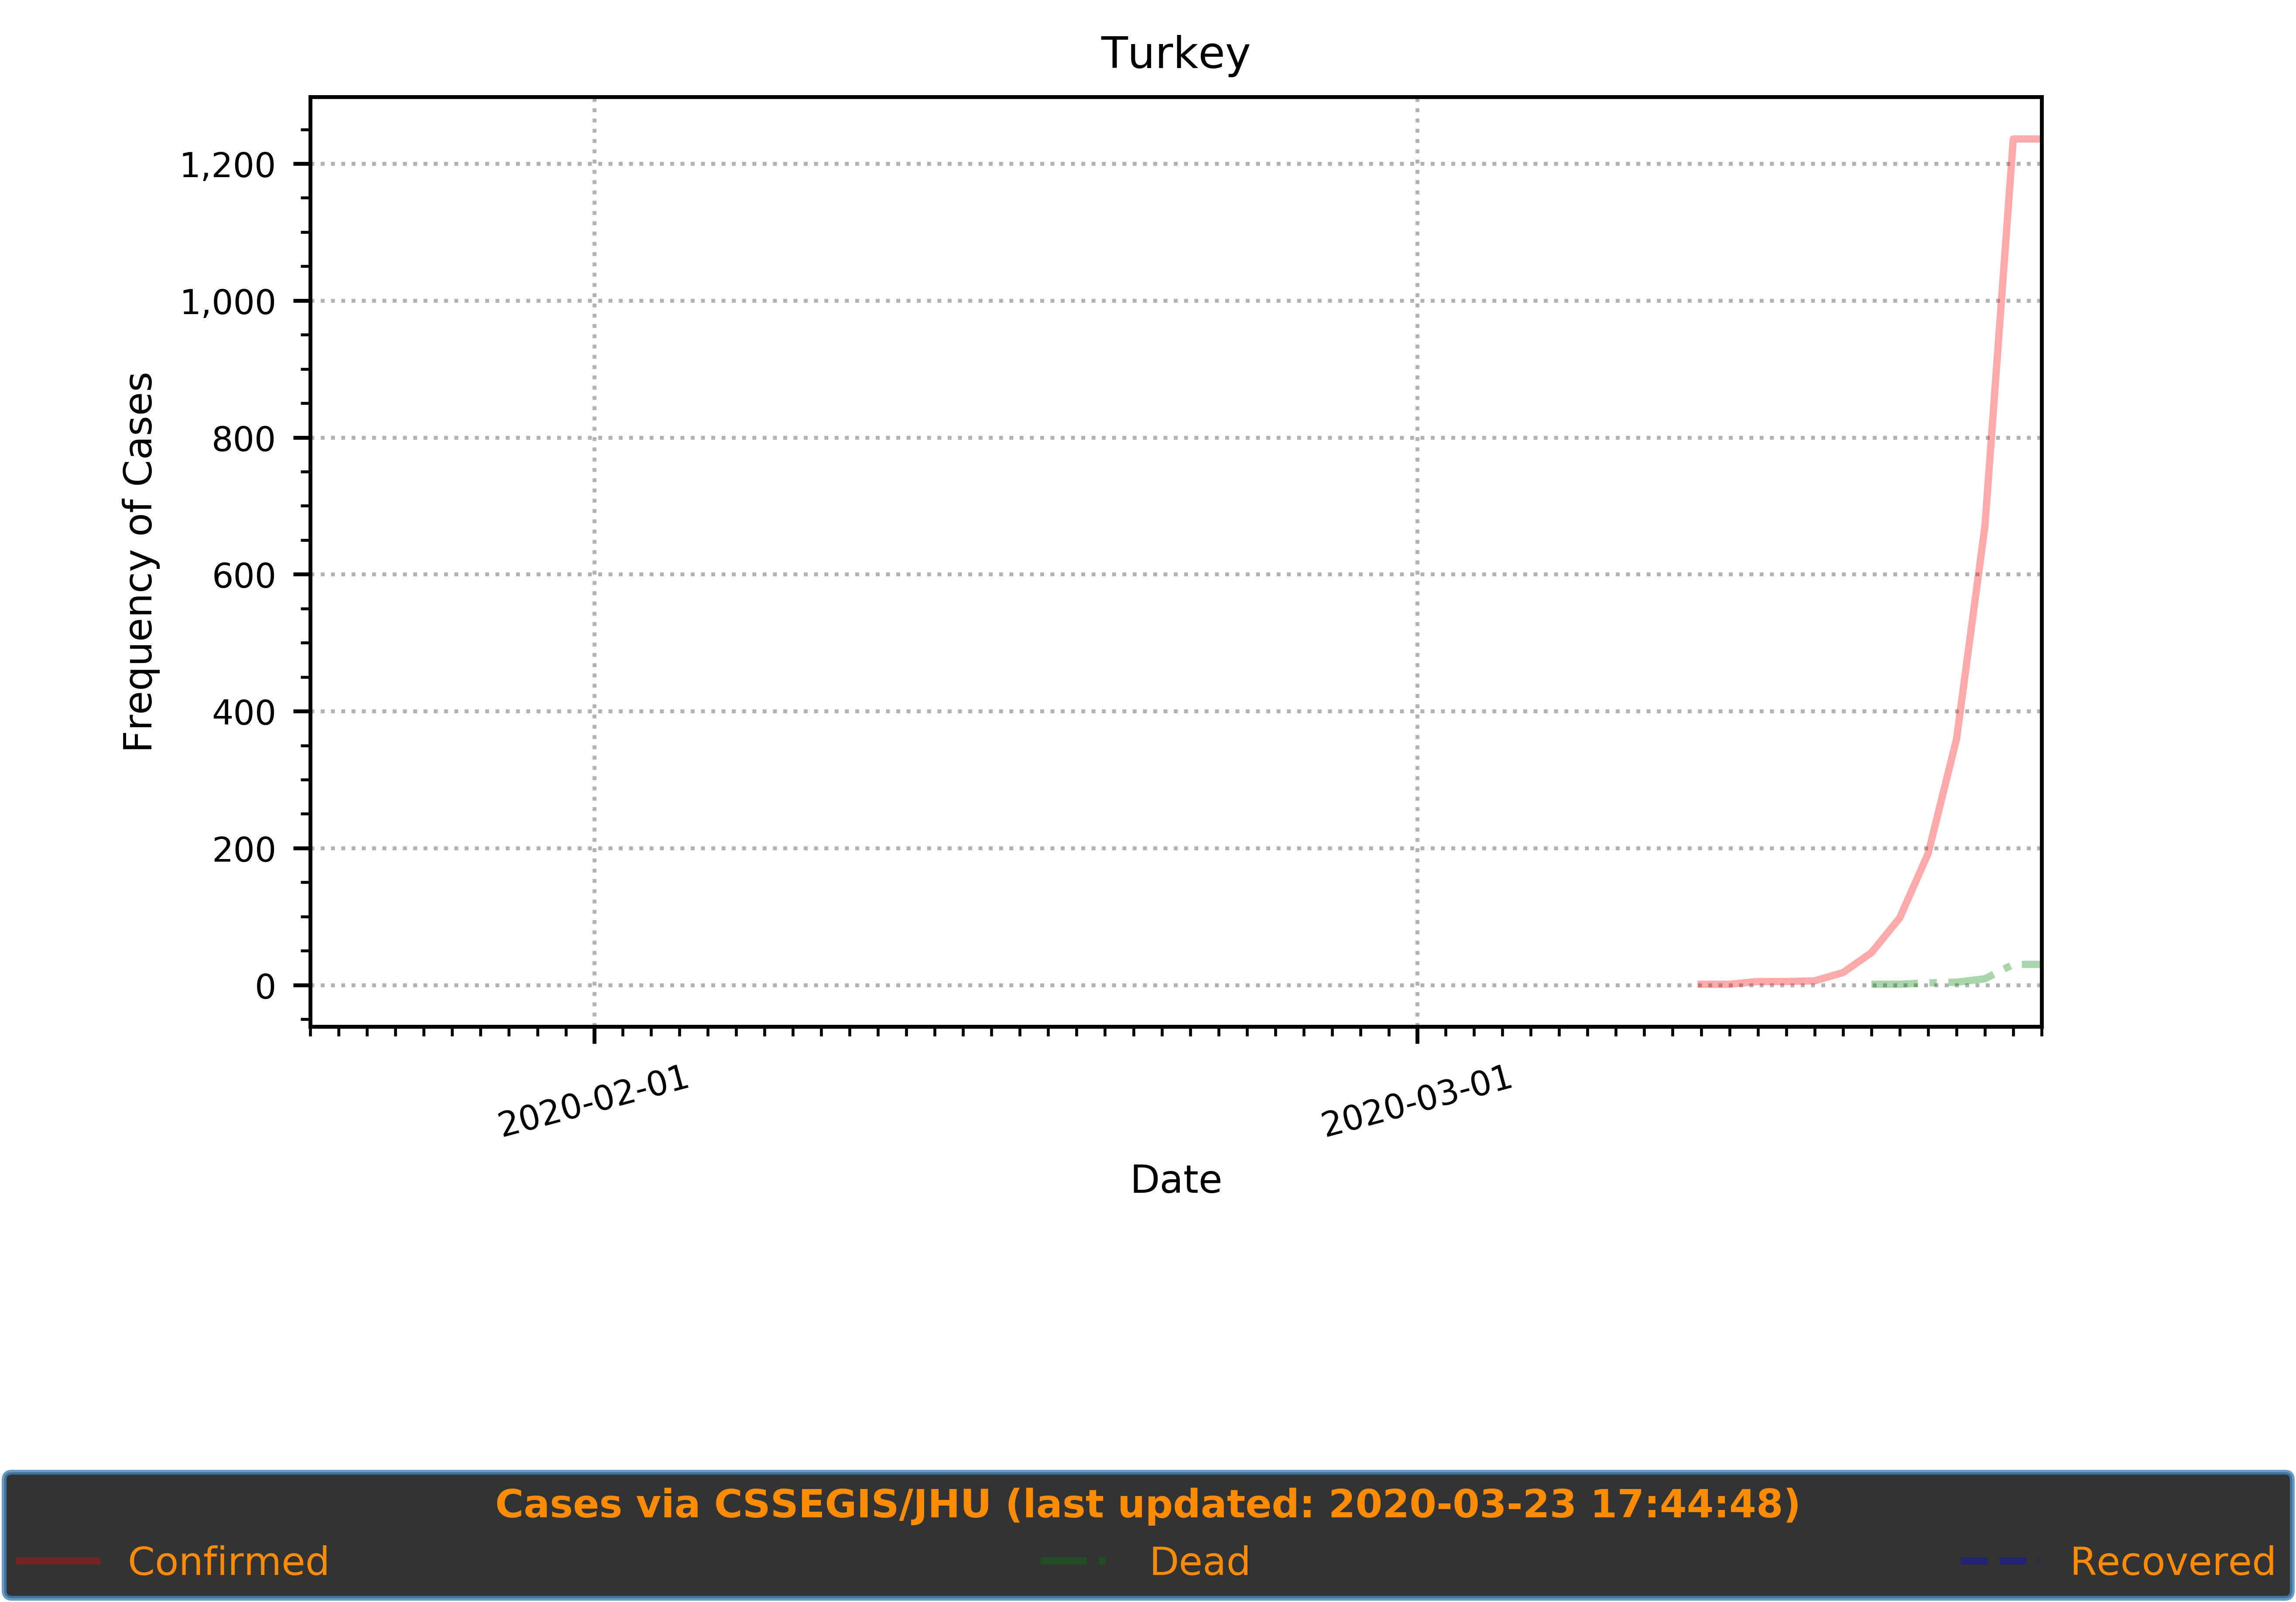 Turkey
Frequency of Cases
1,200
1,000
800
600
400
200
0
2020-02-01
2020-03-01
Date
Cases via CSSEGIS/JHU (last updated: 2020-03-23 17:44:48)
Confirmed
Dead
Recovered